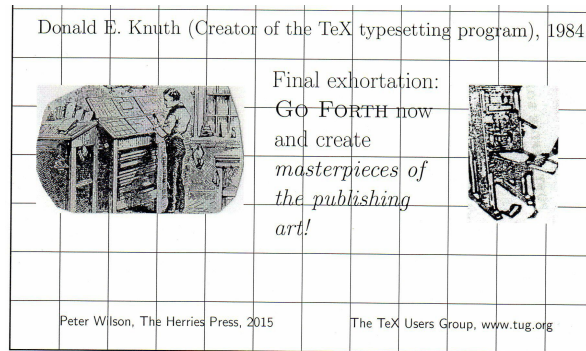 Donald E. Knuth (Creator of the TeX typesetting program), 1984
Final exhortation:
GO FORTH now
and create
masterpieces of
the publishing
art!
Peter Wilson, The Herries Press, 2015
The TeX Users Group, www.tug.org